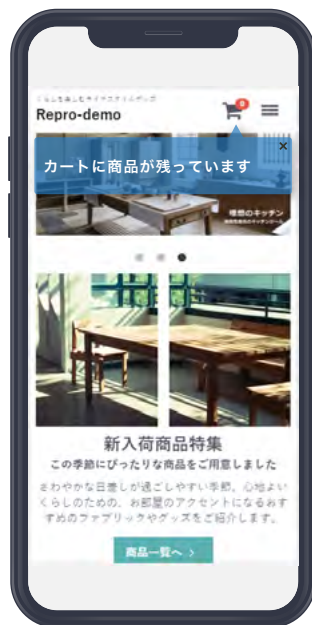 くらしを楽しむライフスタイルグッズ
Repro-demo
カートに商品が残っています
×
理想のキッチン
新入荷商品特集
この季節にぴったりな商品をご用意しました
さわやかな日差しが過ごしやすい季節。心地よい
くらしのための、お部屋のアクセントになるおす
すめのファブリックやグッズをご紹介します。
商品一覧へ >